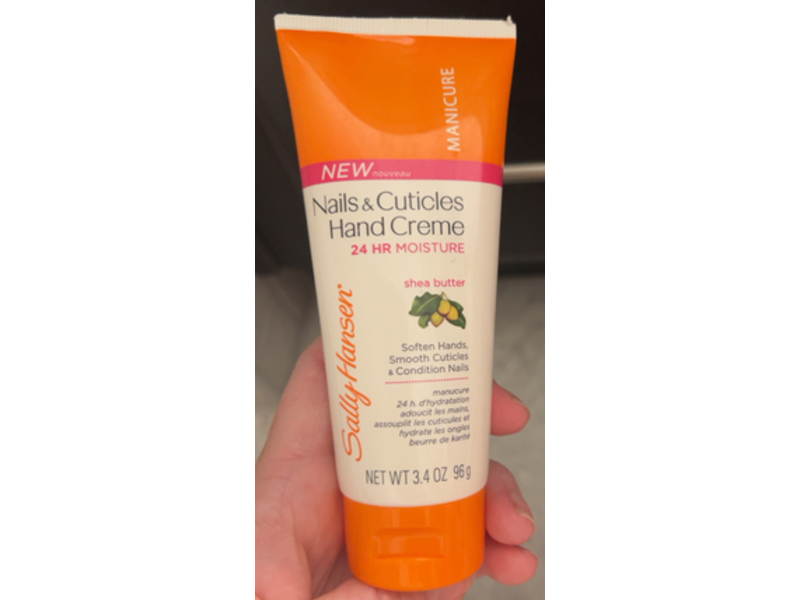 MANICURE
NEW nouveau
Nails & Cuticles
Hand Creme
24 HR MOISTURE
shea butter
Sally Hansen®
Soften Hands,
Smooth Cuticles
& Condition Nails
manucure
24 h. d'hydratation
adoucit les mains,
assouplit les cuticules et
hydrate les ongles
beurre de karité
NET WT 3.4 OZ 96 g